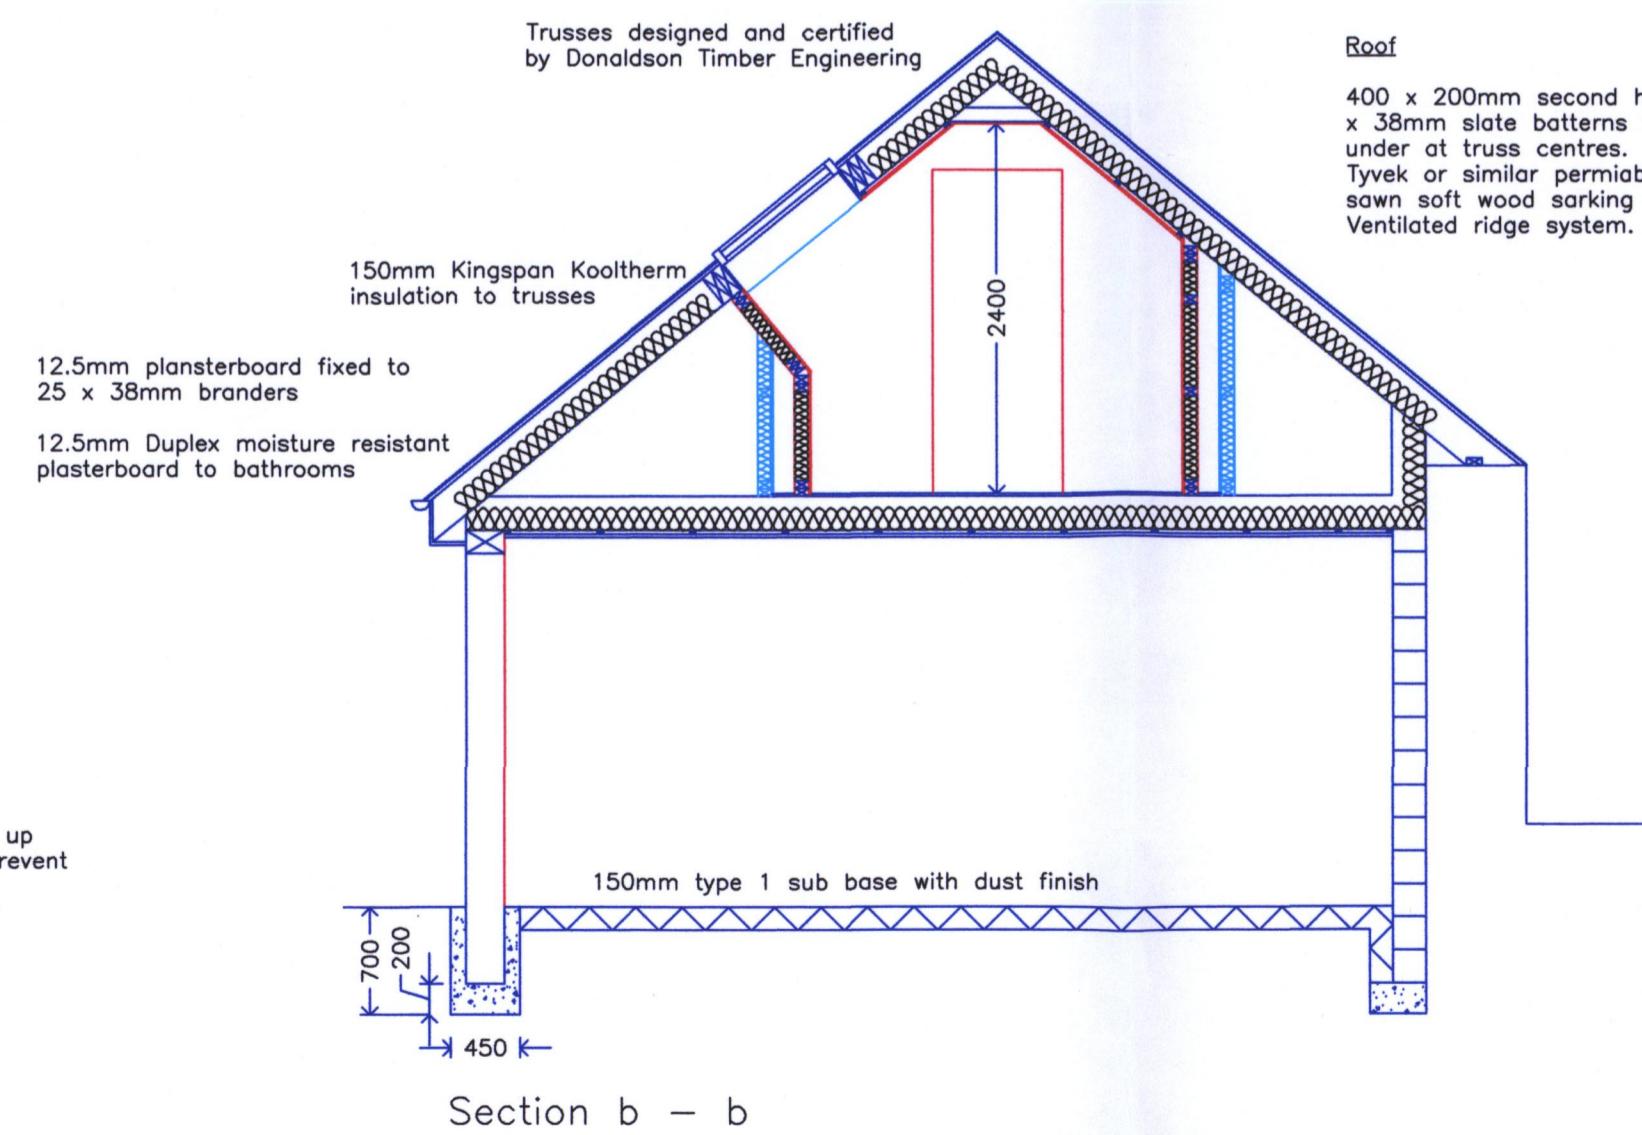 Trusses designed and certified
by Donaldson Timber Engineering
Roof
400 x 200mm second
x 38mm slate batterns
under at truss centres.
Tyvek or similar
sawn soft wood sarking
Ventilated ridge system.
150mm Kingspan Kooltherm
insulation to trusses
12.5mm plansterboard fixed to
25 x 38mm branders
12.5mm Duplex moisture resistant
plasterboard to bathrooms
2400
up
revent
150mm type 1 sub base with dust finish
700
200
450
Section b - b